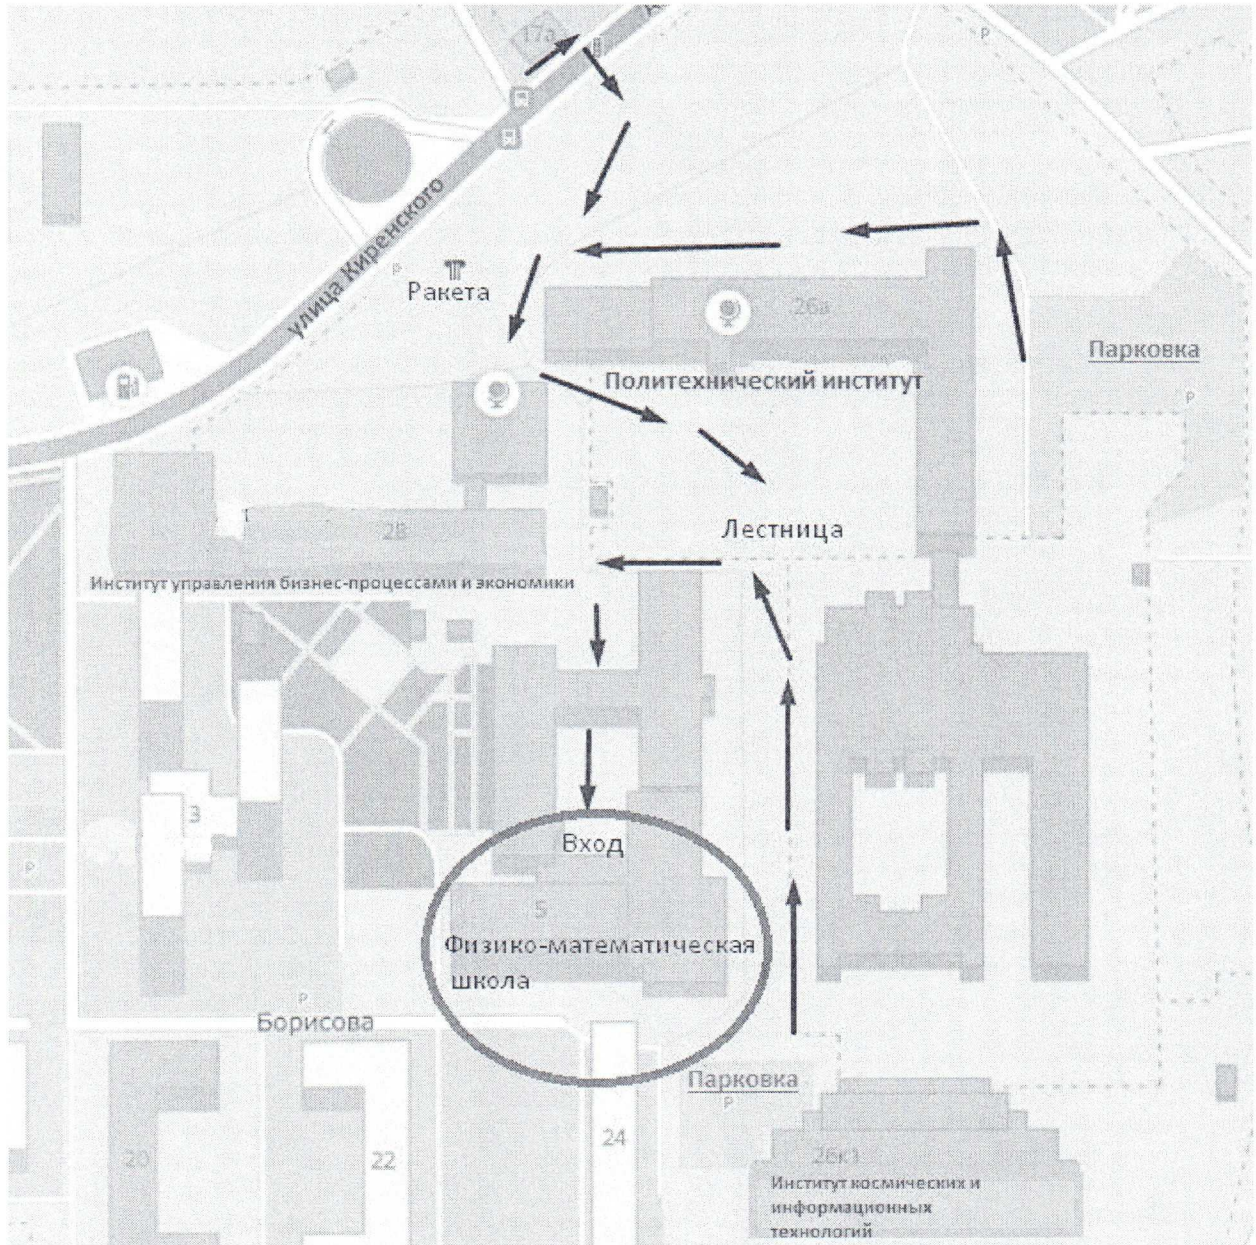 17а
улица Киренского
P
P
Ракета
26а
Парковка
P
Политехнический институт
28
Лестница
Институт управления бизнес-процессами и экономики
3
P
Вход
5
Физико-математическая
школа
P
Борисова
Парковка
P
20
22
24
26к1
Институт космических и
информационных
технологий